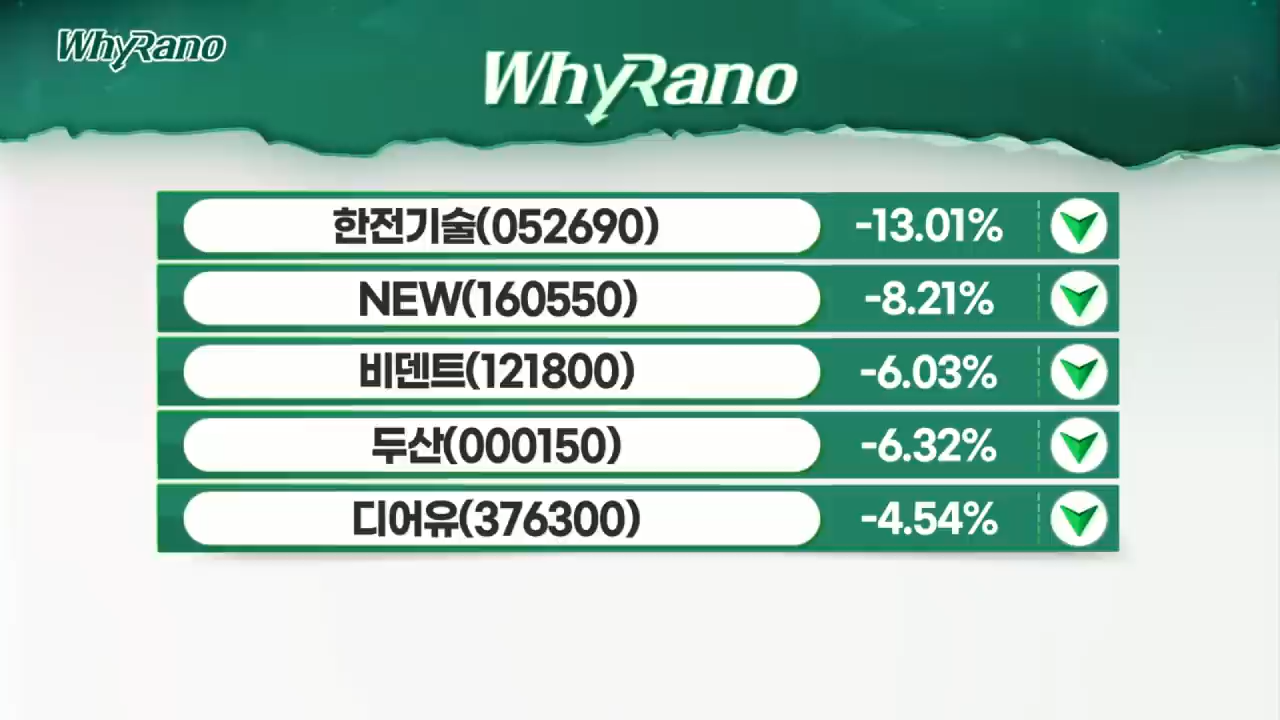 WhyRano
WhyRano
한전기술(052690) -13.01%
NEW(160550) -8.21%
비덴트(121800) -6.03%
두산(000150) -6.32%
디어유(376300) -4.54%